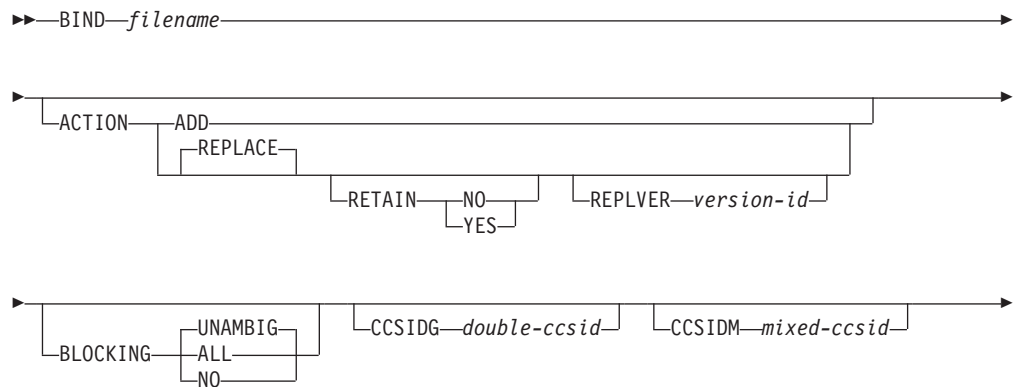 BIND filename
ACTION ADD
REPLACE
RETAIN NO REPLVER version-id
YES
UNAMBIG CCSIDG double-ccsid CCSIDM mixed-ccsid
BLOCKING ALL
NO